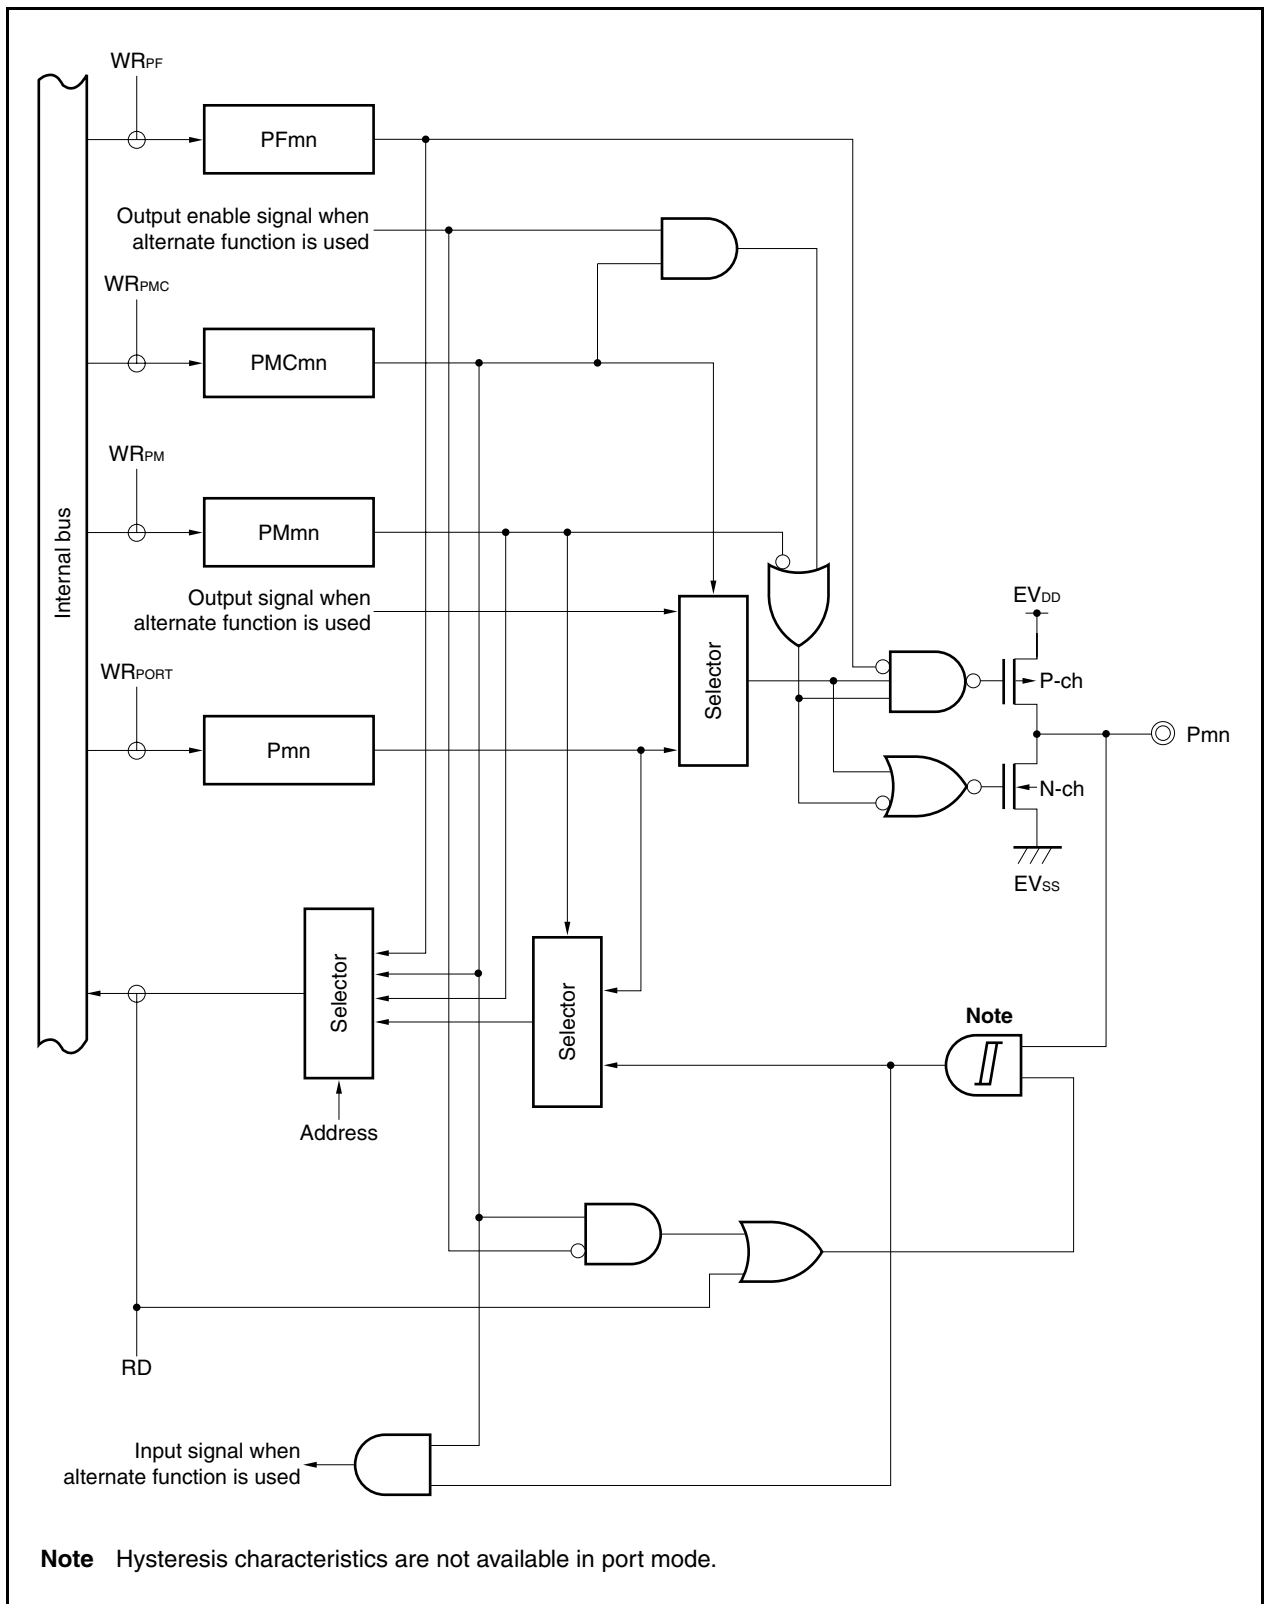 WRPF
PFmn
Output enable signal when
alternate function is used
WRPMC
PMCmn
WRPM
PMmn
Internal bus
Output signal when
alternate function is used
Selector
EVDD
P-ch
WRPORT
Pmn
Pmn
N-ch
EVSS
Selector
Selector
Note
Address
RD
Input signal when
alternate function is used
Note Hysteresis characteristics are not available in port mode.